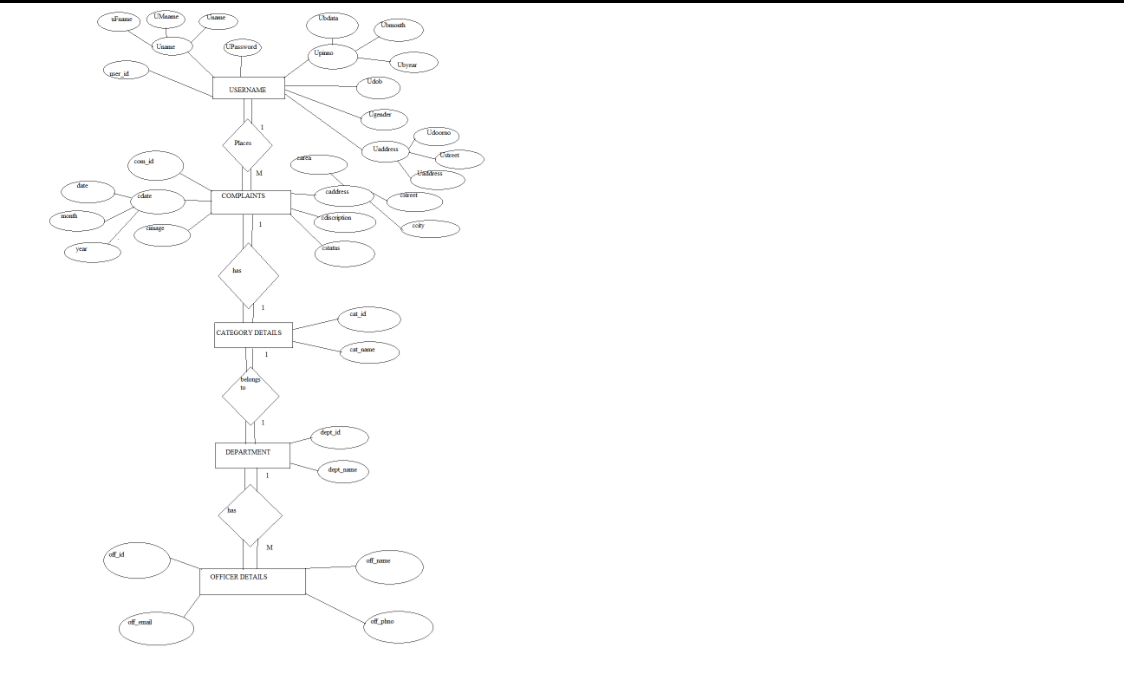 uFname
UMname
Uname
Uname
UPassword
user_id
USERNAME
Ubdata
Ubmonth
Upinno
Ubyear
Udob
Ugender
Udoorno
Uaddress
Ustreet
Uaddress
1
Places
M
com_id
carea
date
cdate
COMPLAINTS
caddress
cstreet
month
cimage
cdscription
ccity
year
cstatus
1
has
1
cat_id
CATEGORY DETAILS
cat_name
1
belongs
to
1
dept_id
DEPARTMENT
dept_name
1
has
M
off_id
off_name
OFFICER DETAILS
off_email
off_phno